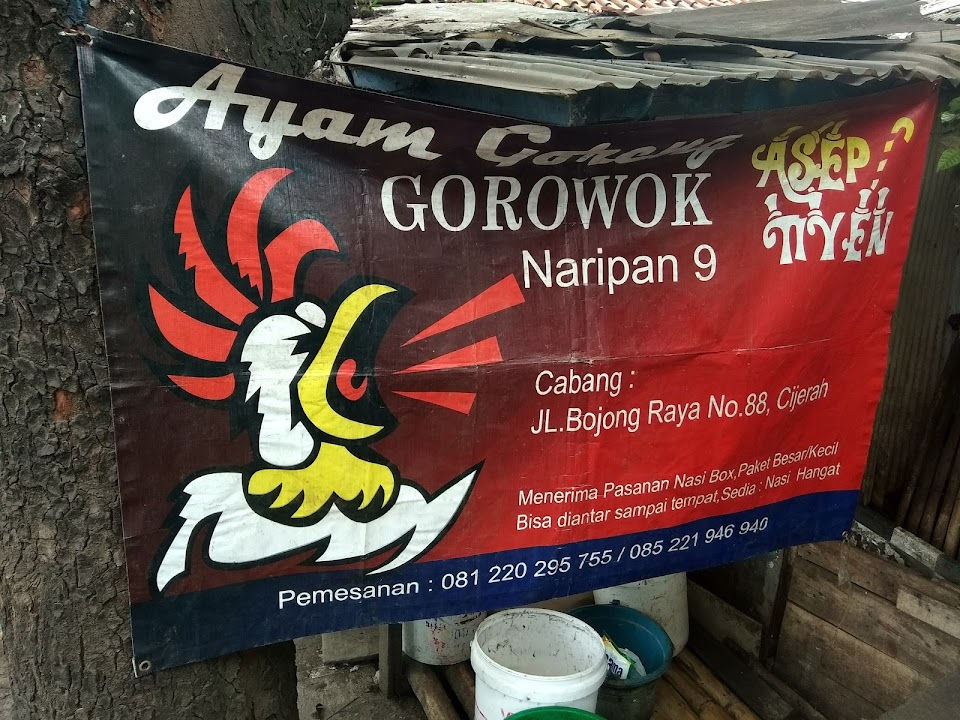 Ayam Goreng
GOROWOK
Naripan 9
ASEP
Cabang :
JL.Bojong Raya No.88, Cijerah
Menerima Pasanan Nasi Box,Paket Besar/Kecil
Bisa diantar sampai tempat,Sedia : Nasi Hangat
Pemesanan : 081 220 295 755 / 085 221 946 940